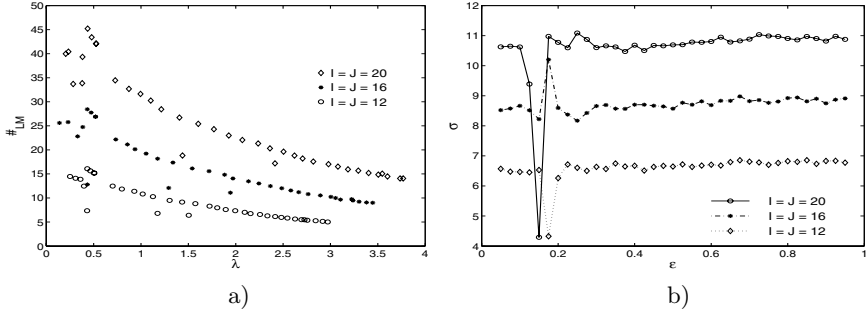 50
45
40
35
30
25
20
15
10
5
0
#LM
0 0.5 1 1.5 2 2.5 3 3.5 4
λ
I = J = 20
I = J = 16
I = J = 12
a)
12
11
10
9
8
7
6
5
4
σ
0 0.2 0.4 0.6 0.8 1
ε
I = J = 20
I = J = 16
I = J = 12
b)